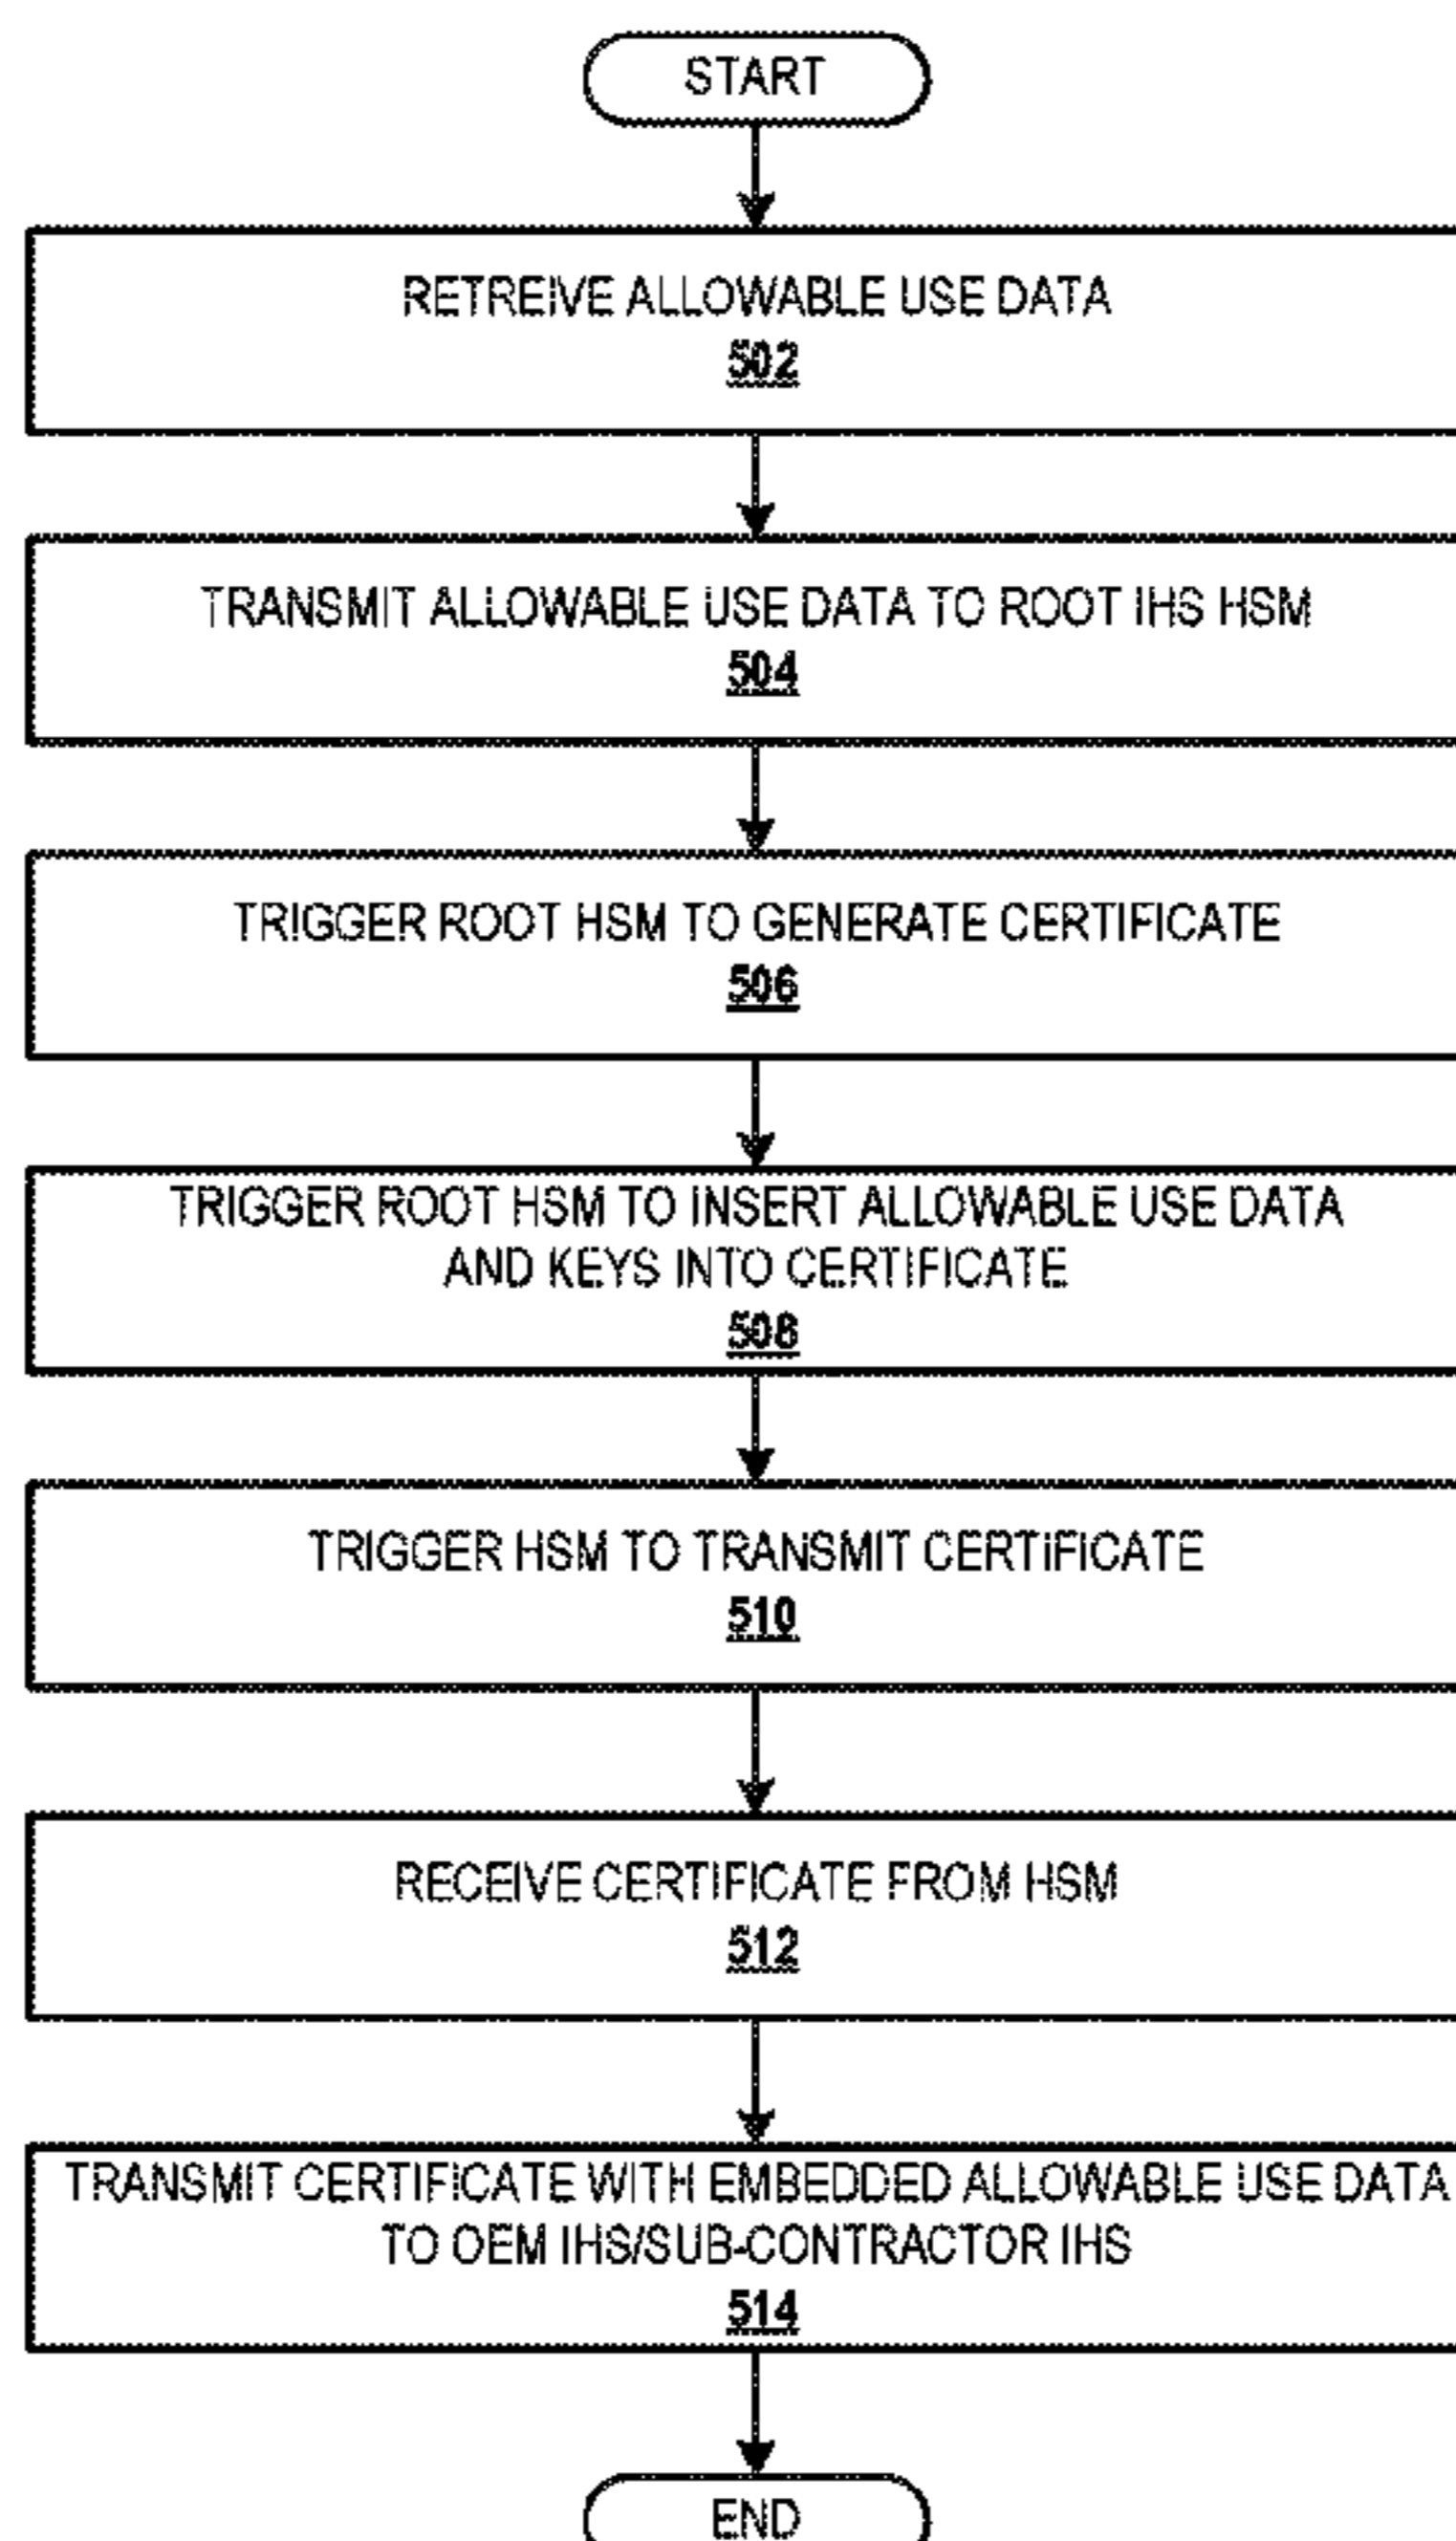 START
RETREIVE ALLOWABLE USE DATA
502
TRANSMIT ALLOWABLE USE DATA TO ROOT IHS HSM
504
TRIGGER ROOT HSM TO GENERATE CERTIFICATE
506
TRIGGER ROOT HSM TO INSERT ALLOWABLE USE DATA
AND KEYS INTO CERTIFICATE
508
TRIGGER HSM TO TRANSMIT CERTIFICATE
510
RECEIVE CERTIFICATE FROM HSM
512
TRANSMIT CERTIFICATE WITH EMBEDDED ALLOWABLE USE DATA
TO OEM IHS/SUB-CONTRACTOR IHS
514
END